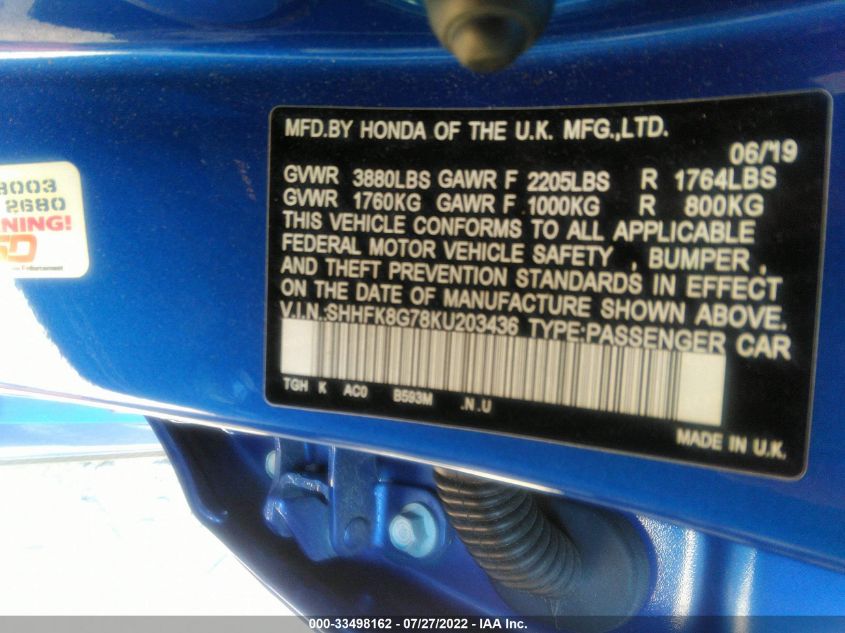 MFD.BY HONDA OF THE U.K. MFG.,LTD.
06/19
GVWR 3880LBS GAWR F 2205LBS R 1764LBS
GVWR 1760KG GAWR F 1000KG R 800KG
THIS VEHICLE CONFORMS TO ALL APPLICABLE
FEDERAL MOTOR VEHICLE SAFETY , BUMPER ,
AND THEFT PREVENTION STANDARDS IN EFFECT
ON THE DATE OF MANUFACTURE SHOWN ABOVE.
V.I.N.:SHHFK8G78KU203436 TYPE:PASSENGER CAR
TGH K AC0 B593M .N .U
MADE IN U.K.
2680
000-33498162 / 07/27/2022 - IAA Inc.